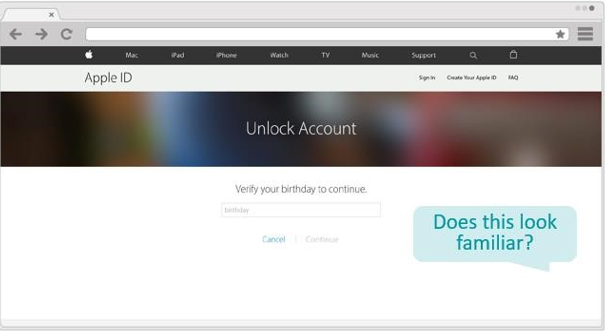 Mac iPad iPhone iWatch TV Music Support
Apple ID
Sign In Create Your Apple ID FAQ
Unlock Account
Verify your birthday to continue.
birthday
Cancel | Continue
Does this look
familiar?